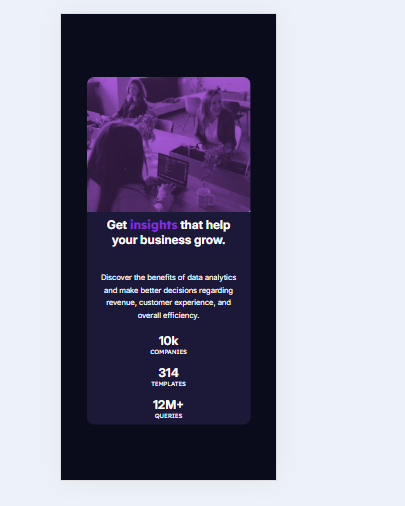 Get insights that help
your business grow.
Discover the benefits of data analytics
and make better decisions regarding
revenue, customer experience, and
overall efficiency.
10k
COMPANIES
314
TEMPLATES
12M+
QUERIES